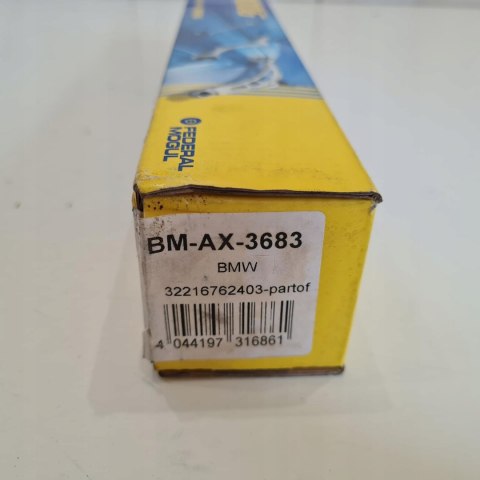 FEDERAL
MOGUL
BM-AX-3683
BMW
32216762403-partof
4 044197 316861